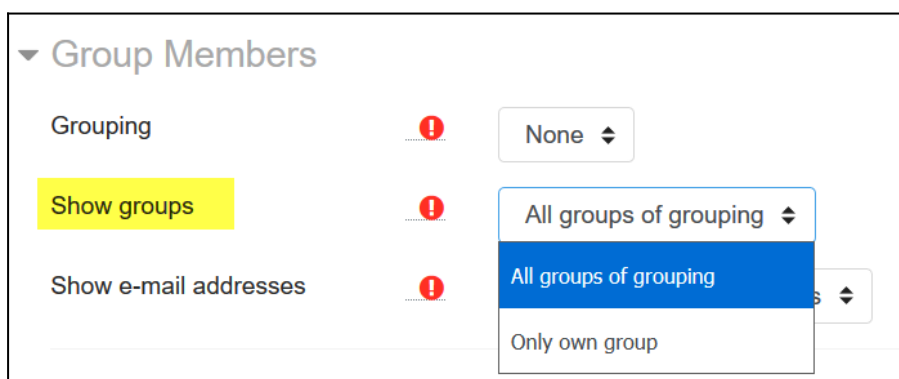 Group Members
Grouping
None
Show groups
All groups of grouping
All groups of grouping
Show e-mail addresses
s
Only own group